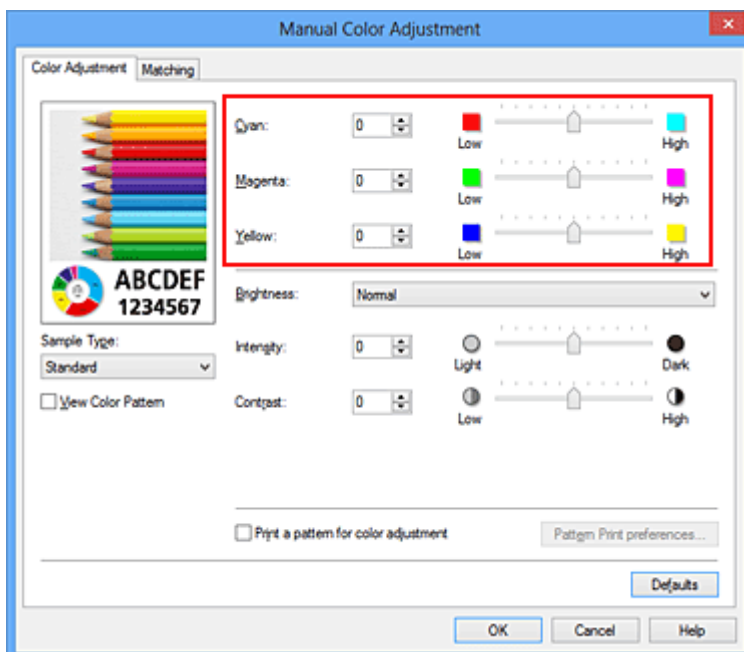 Manual Color Adjustment
Color Adjustment
Matching
Cyan:
0
Low
High
Magenta:
0
Low
High
Yellow:
0
Low
High
ABCDEF
1234567
Brightness:
Normal
Sample Type:
Standard
Intensity:
0
Light
Dark
View Color Pattern
Contrast:
0
Low
High
Print a pattern for color adjustment
Pattern Print preferences...
Defaults
OK
Cancel
Help